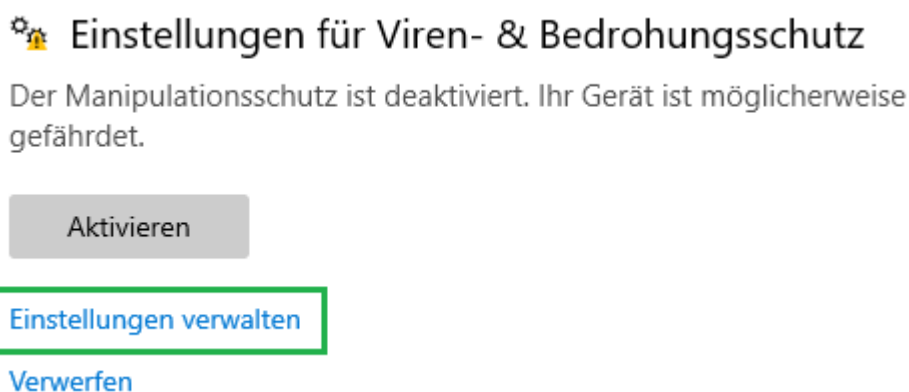 Einstellungen für Viren- & Bedrohungsschutz
Der Manipulationsschutz ist deaktiviert. Ihr Gerät ist möglicherweise
gefährdet.
Aktivieren
Einstellungen verwalten
Verwerfen